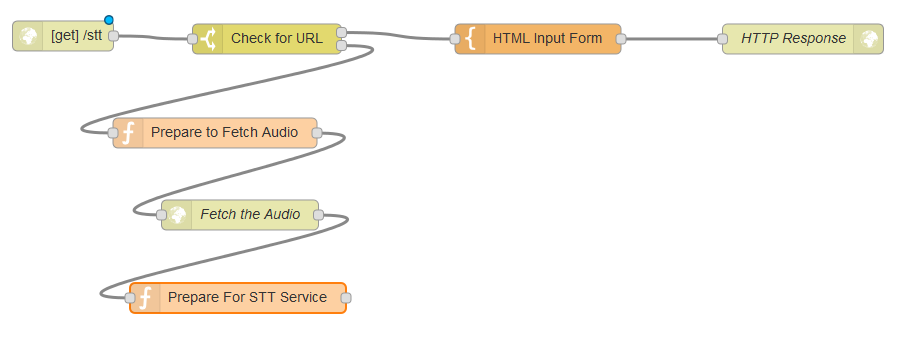 [get] /stt
Check for URL
HTML Input Form
HTTP Response
Prepare to Fetch Audio
Fetch the Audio
Prepare For STT Service